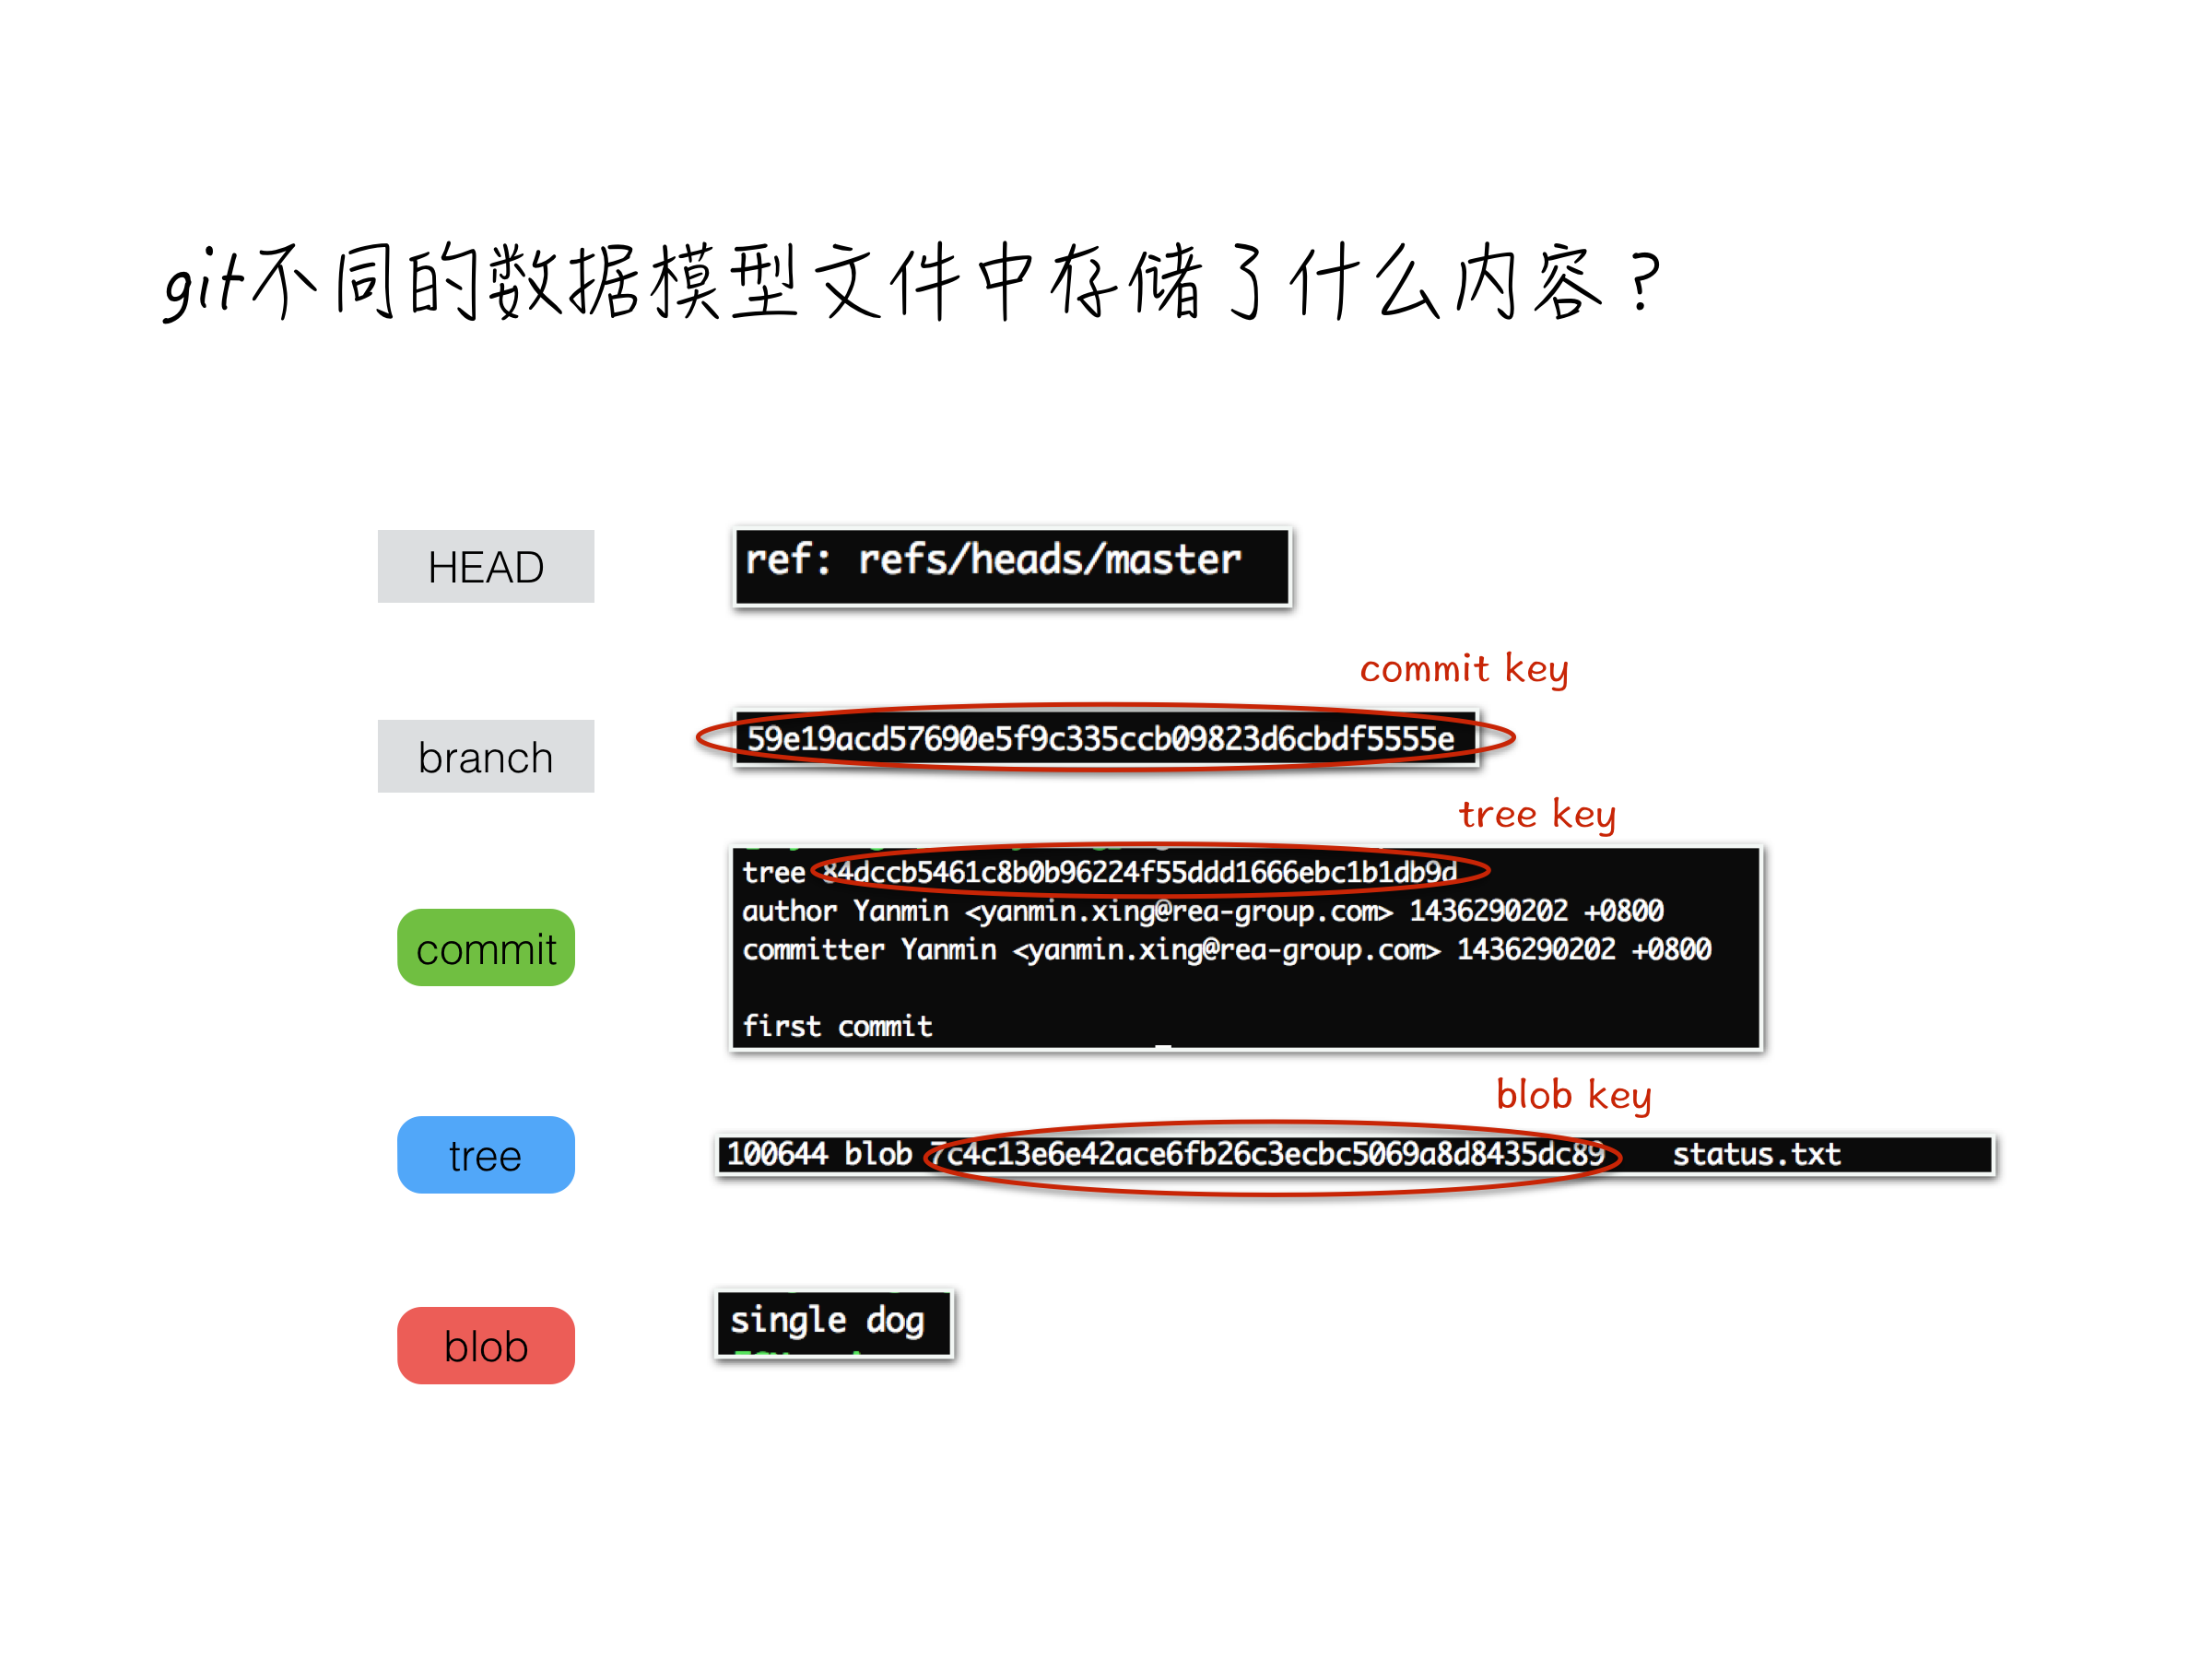 git不同的数据模型文件中存储了什么内容？
HEAD
ref: refs/heads/master
commit key
branch
59e19acd57690e5f9c335ccb09823d6cbdf5555e
tree key
commit
tree 84dccb5461c8b0b96224f55ddd1666ebc1b1db9d
author Yanmin <yanmin.xing@rea-group.com> 1436290202 +0800
committer Yanmin <yanmin.xing@rea-group.com> 1436290202 +0800
first commit
blob key
tree
100644 blob 7c4c13e6e42ace6fb26c3ecbc5069a8d8435dc89 status.txt
blob
single dog